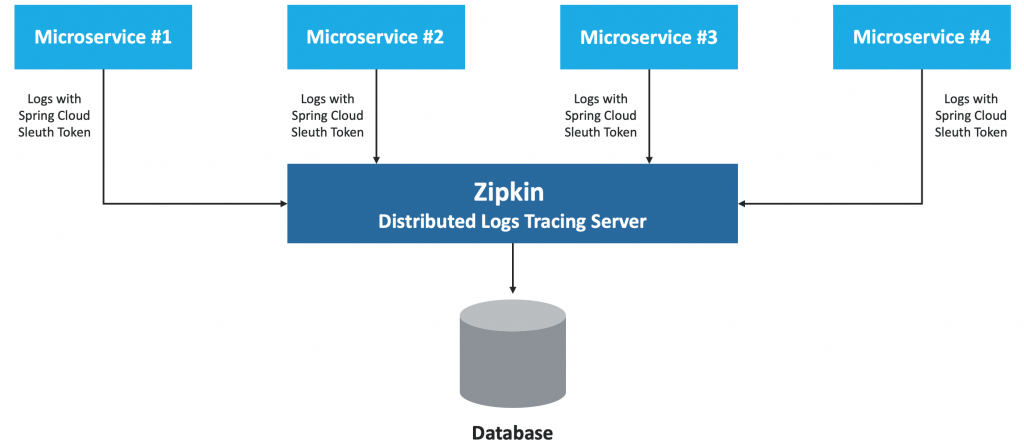 Microservice #1
Microservice #2
Microservice #3
Microservice #4
Logs with
Spring Cloud
Sleuth Token
Logs with
Spring Cloud
Sleuth Token
Logs with
Spring Cloud
Sleuth Token
Logs with
Spring Cloud
Sleuth Token
Zipkin
Distributed Logs Tracing Server
Database